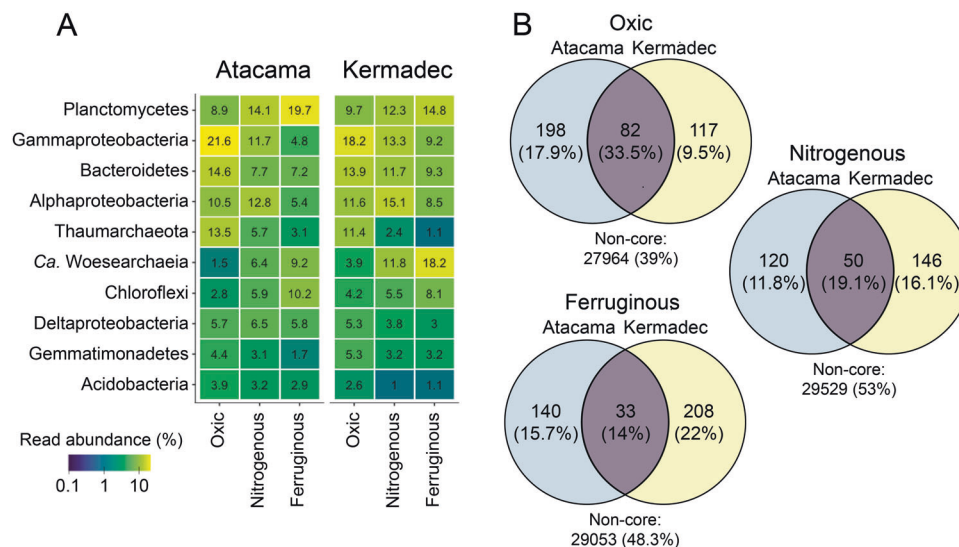 A
Atacama Kermadec
Planctomycetes 8.9 14.1 19.7 9.7 12.3 14.8
Gammaproteobacteria 21.6 11.7 4.8 18.2 13.3 9.2
Bacteroidetes 14.6 7.7 7.2 13.9 11.7 9.3
Alphaproteobacteria 10.5 12.8 5.4 11.6 15.1 8.5
Thaumarchaeota 13.5 5.7 3.1 11.4 2.4 1.1
Ca. Woesearchaeia 1.5 6.4 9.2 3.9 11.8 18.2
Chloroflexi 2.8 5.9 10.2 4.2 5.5 8.1
Deltaproteobacteria 5.7 6.5 5.8 5.3 3.8 3
Gemmatimonadetes 4.4 3.1 1.7 5.3 3.2 3.2
Acidobacteria 3.9 3.2 2.9 2.6 1 1.1
Oxic Nitrogenous Ferruginous Oxic Nitrogenous Ferruginous
Read abundance (%)
0.1 1 10
B
Oxic
Atacama Kermadec
198 82 117
(17.9%) (33.5%) (9.5%)
Non-core:
27964 (39%)
Nitrogenous
Atacama Kermadec
120 50 146
(11.8%) (19.1%) (16.1%)
Non-core:
29529 (53%)
Ferruginous
Atacama Kermadec
140 33 208
(15.7%) (14%) (22%)
Non-core:
29053 (48.3%)